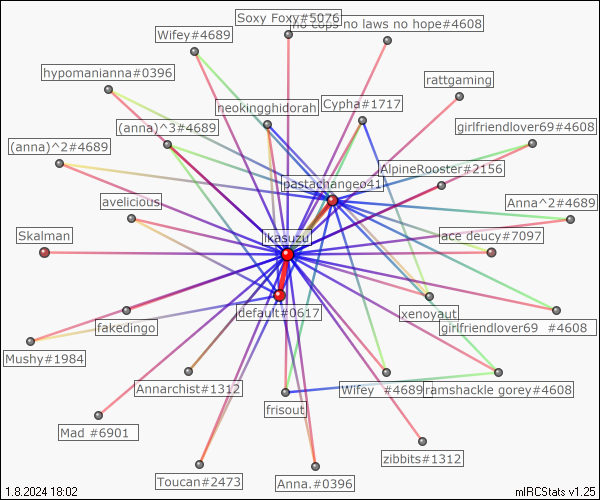 Soxy Foxy#5076
no cops no laws no hope#4608
Wifey#4689
hypomanianna#0396
rattgaming
neokingghidorah
Cypha#1717
(anna)^3#4689
girlfriendlover69#4608
(anna)^2#4689
AlpineRooster#2156
pastachangeo41
avelicious
Anna^2#4689
Skalman
ikasuzu
ace deucy#7097
default#0617
xenoyaut
fakedingo
girlfriendlover69 #4608
Mushy#1984
Annarchist#1312
Wifey #4689
ramshackle gorey#4608
frisout
Mad #6901
zibbits#1312
Toucan#2473
Anna.#0396
1.8.2024 18:02
mIRCStats v1.25